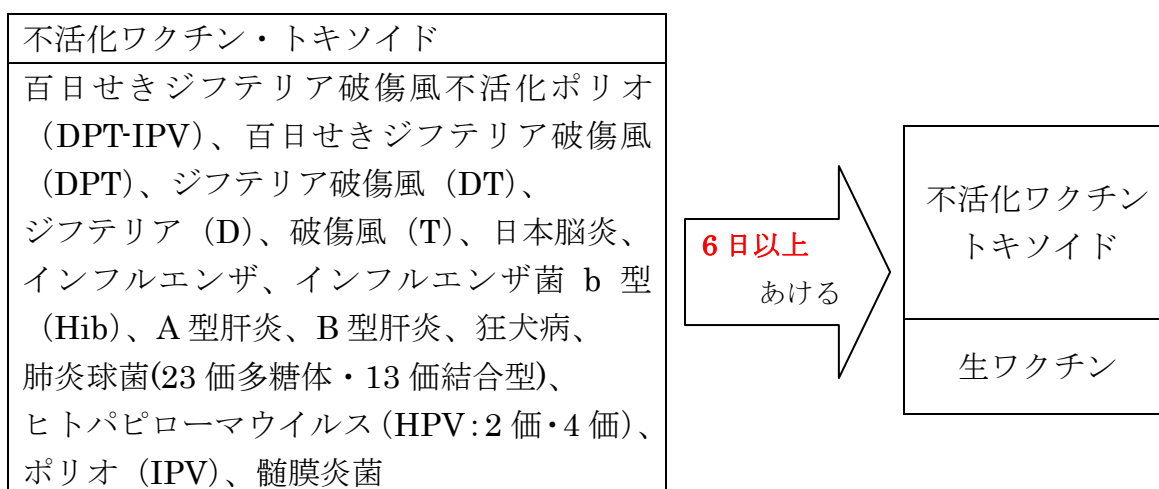 不活化ワクチン・トキソイド
百日せきジフテリア破傷風不活化ポリオ
（DPT-IPV）、百日せきジフテリア破傷風
（DPT）、ジフテリア破傷風（DT）、
ジフテリア（D）、破傷風（T）、日本脳炎、
インフルエンザ、インフルエンザ菌 b 型
（Hib）、A 型肝炎、B 型肝炎、狂犬病、
肺炎球菌(23 価多糖体・13 価結合型)、
ヒトパピローマウイルス（HPV：2 価・4 価）、
ポリオ（IPV）、髄膜炎菌
6 日以上
あける
不活化ワクチン
トキソイド
生ワクチン